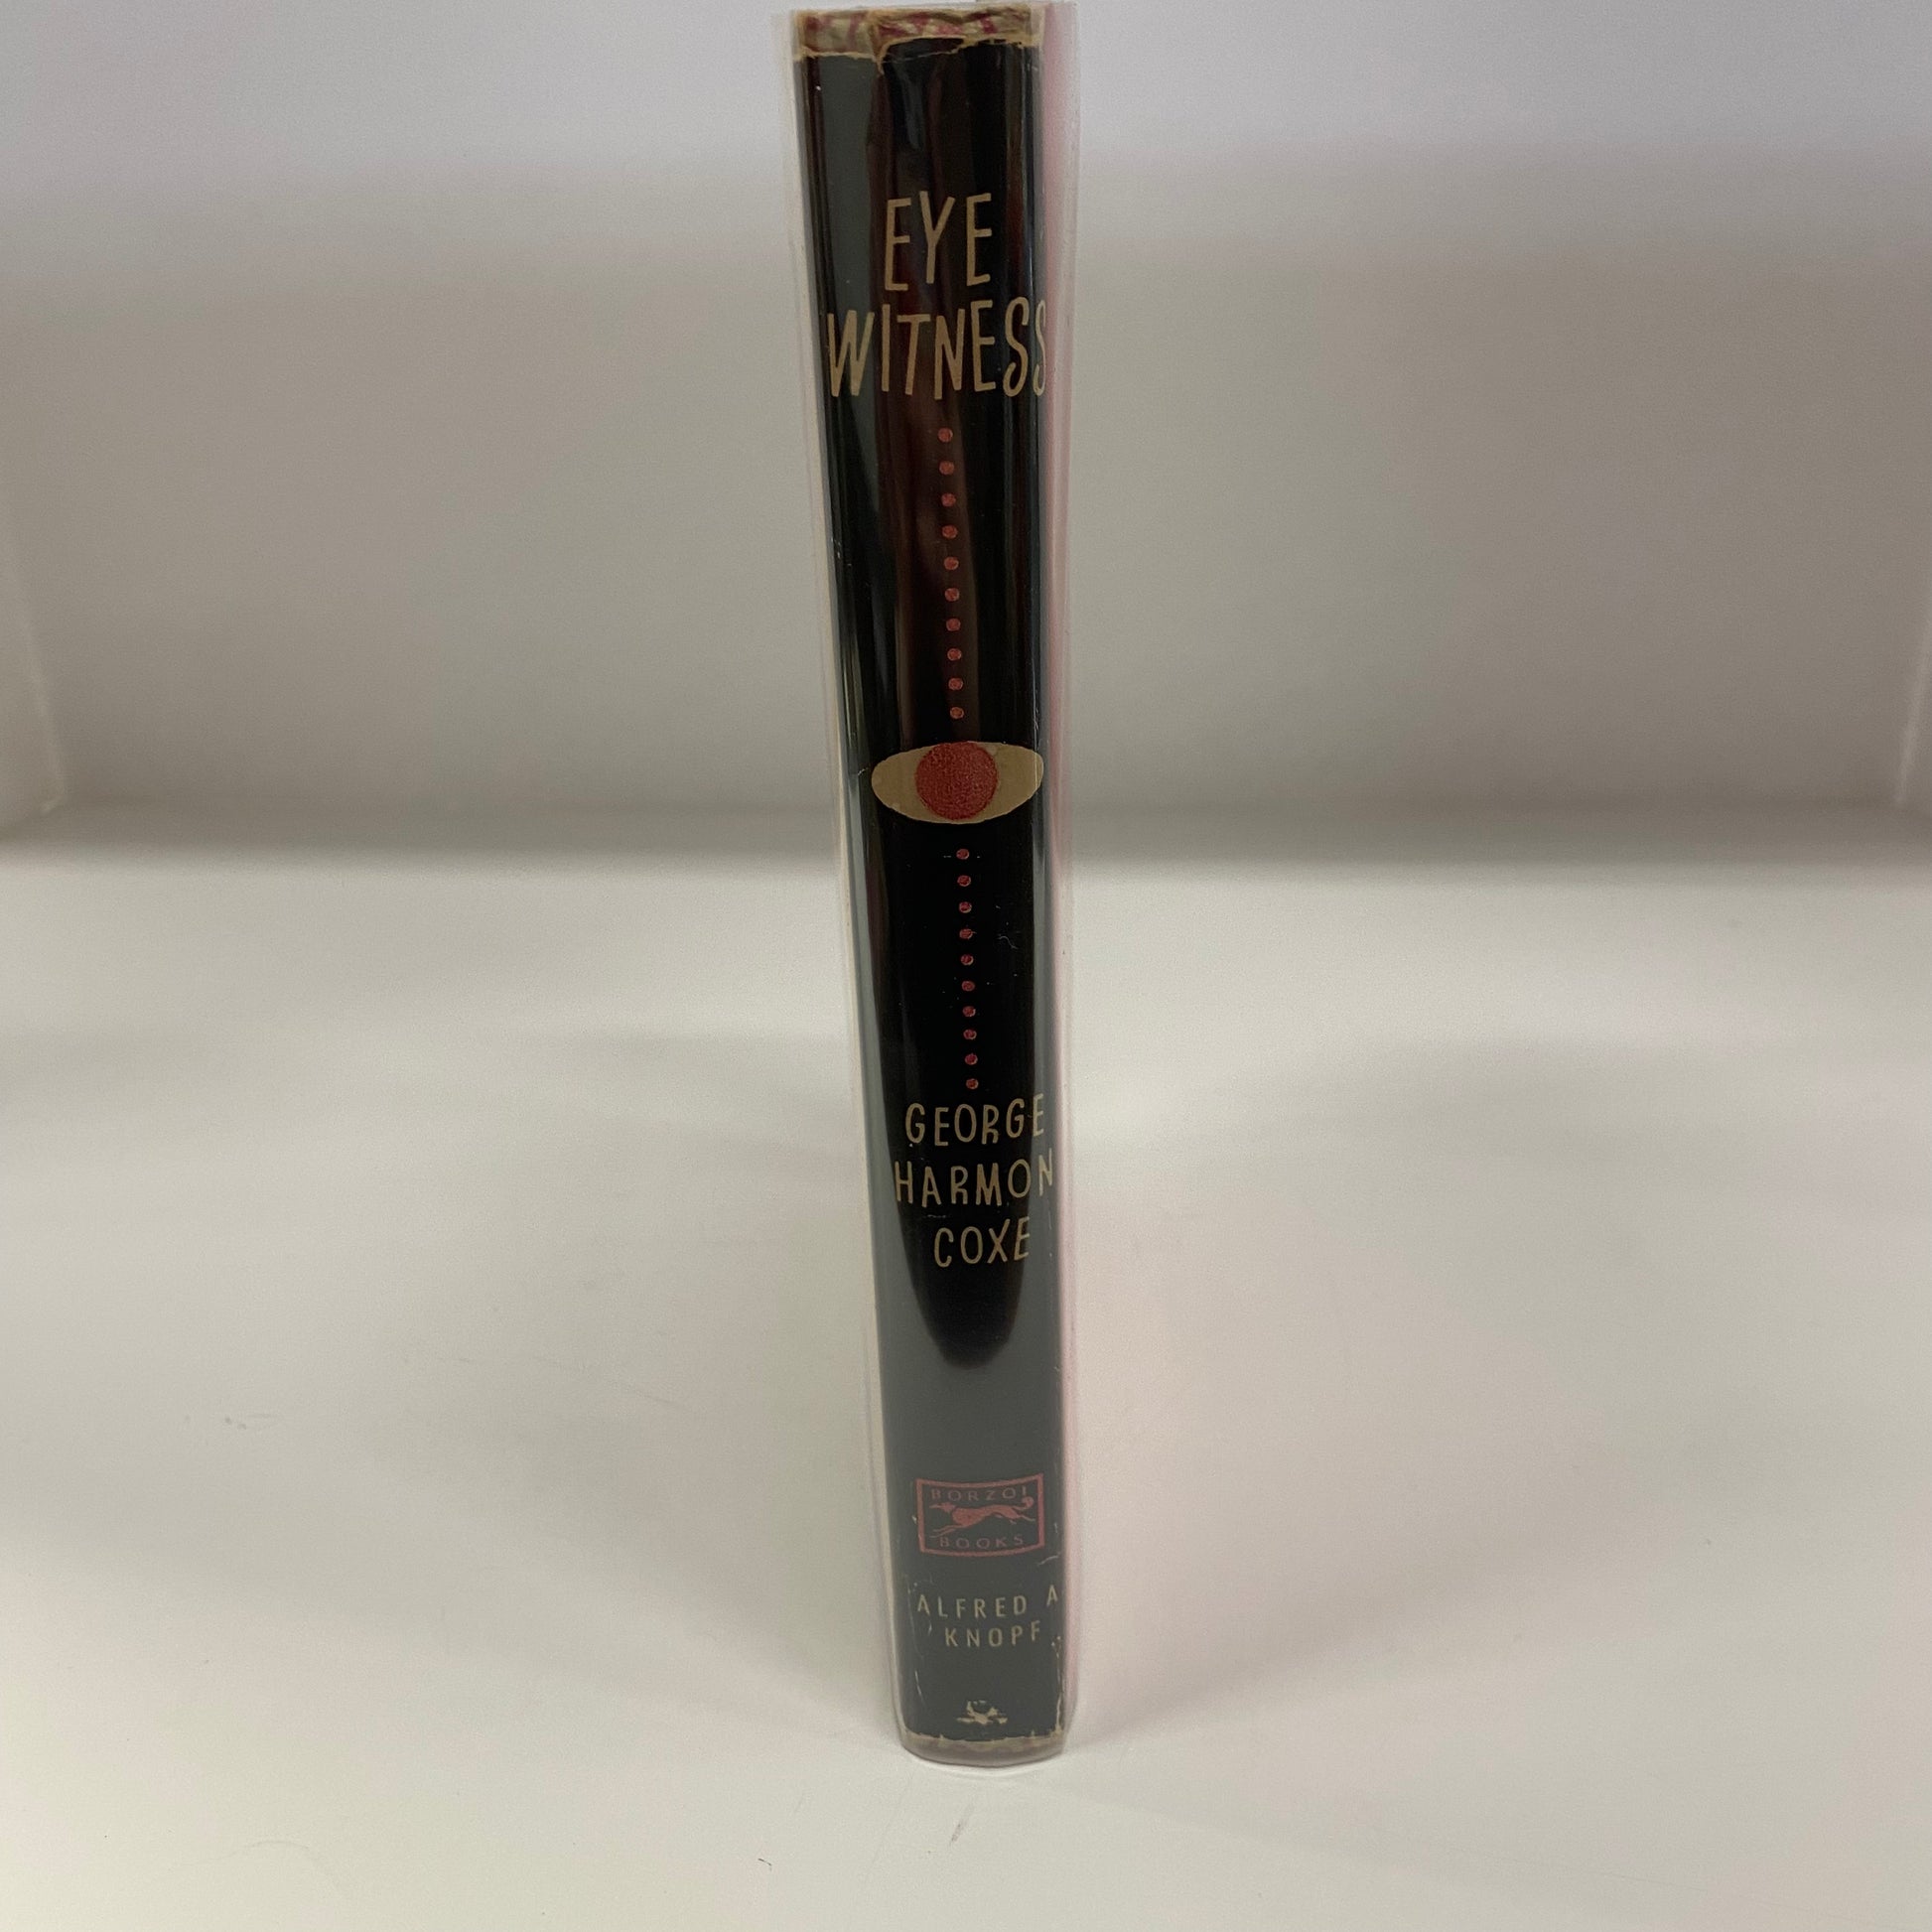 EYE
WITNESS
GEORGE
HARMON
COXE
BORZOI
BOOKS
ALFRED A
KNOPF